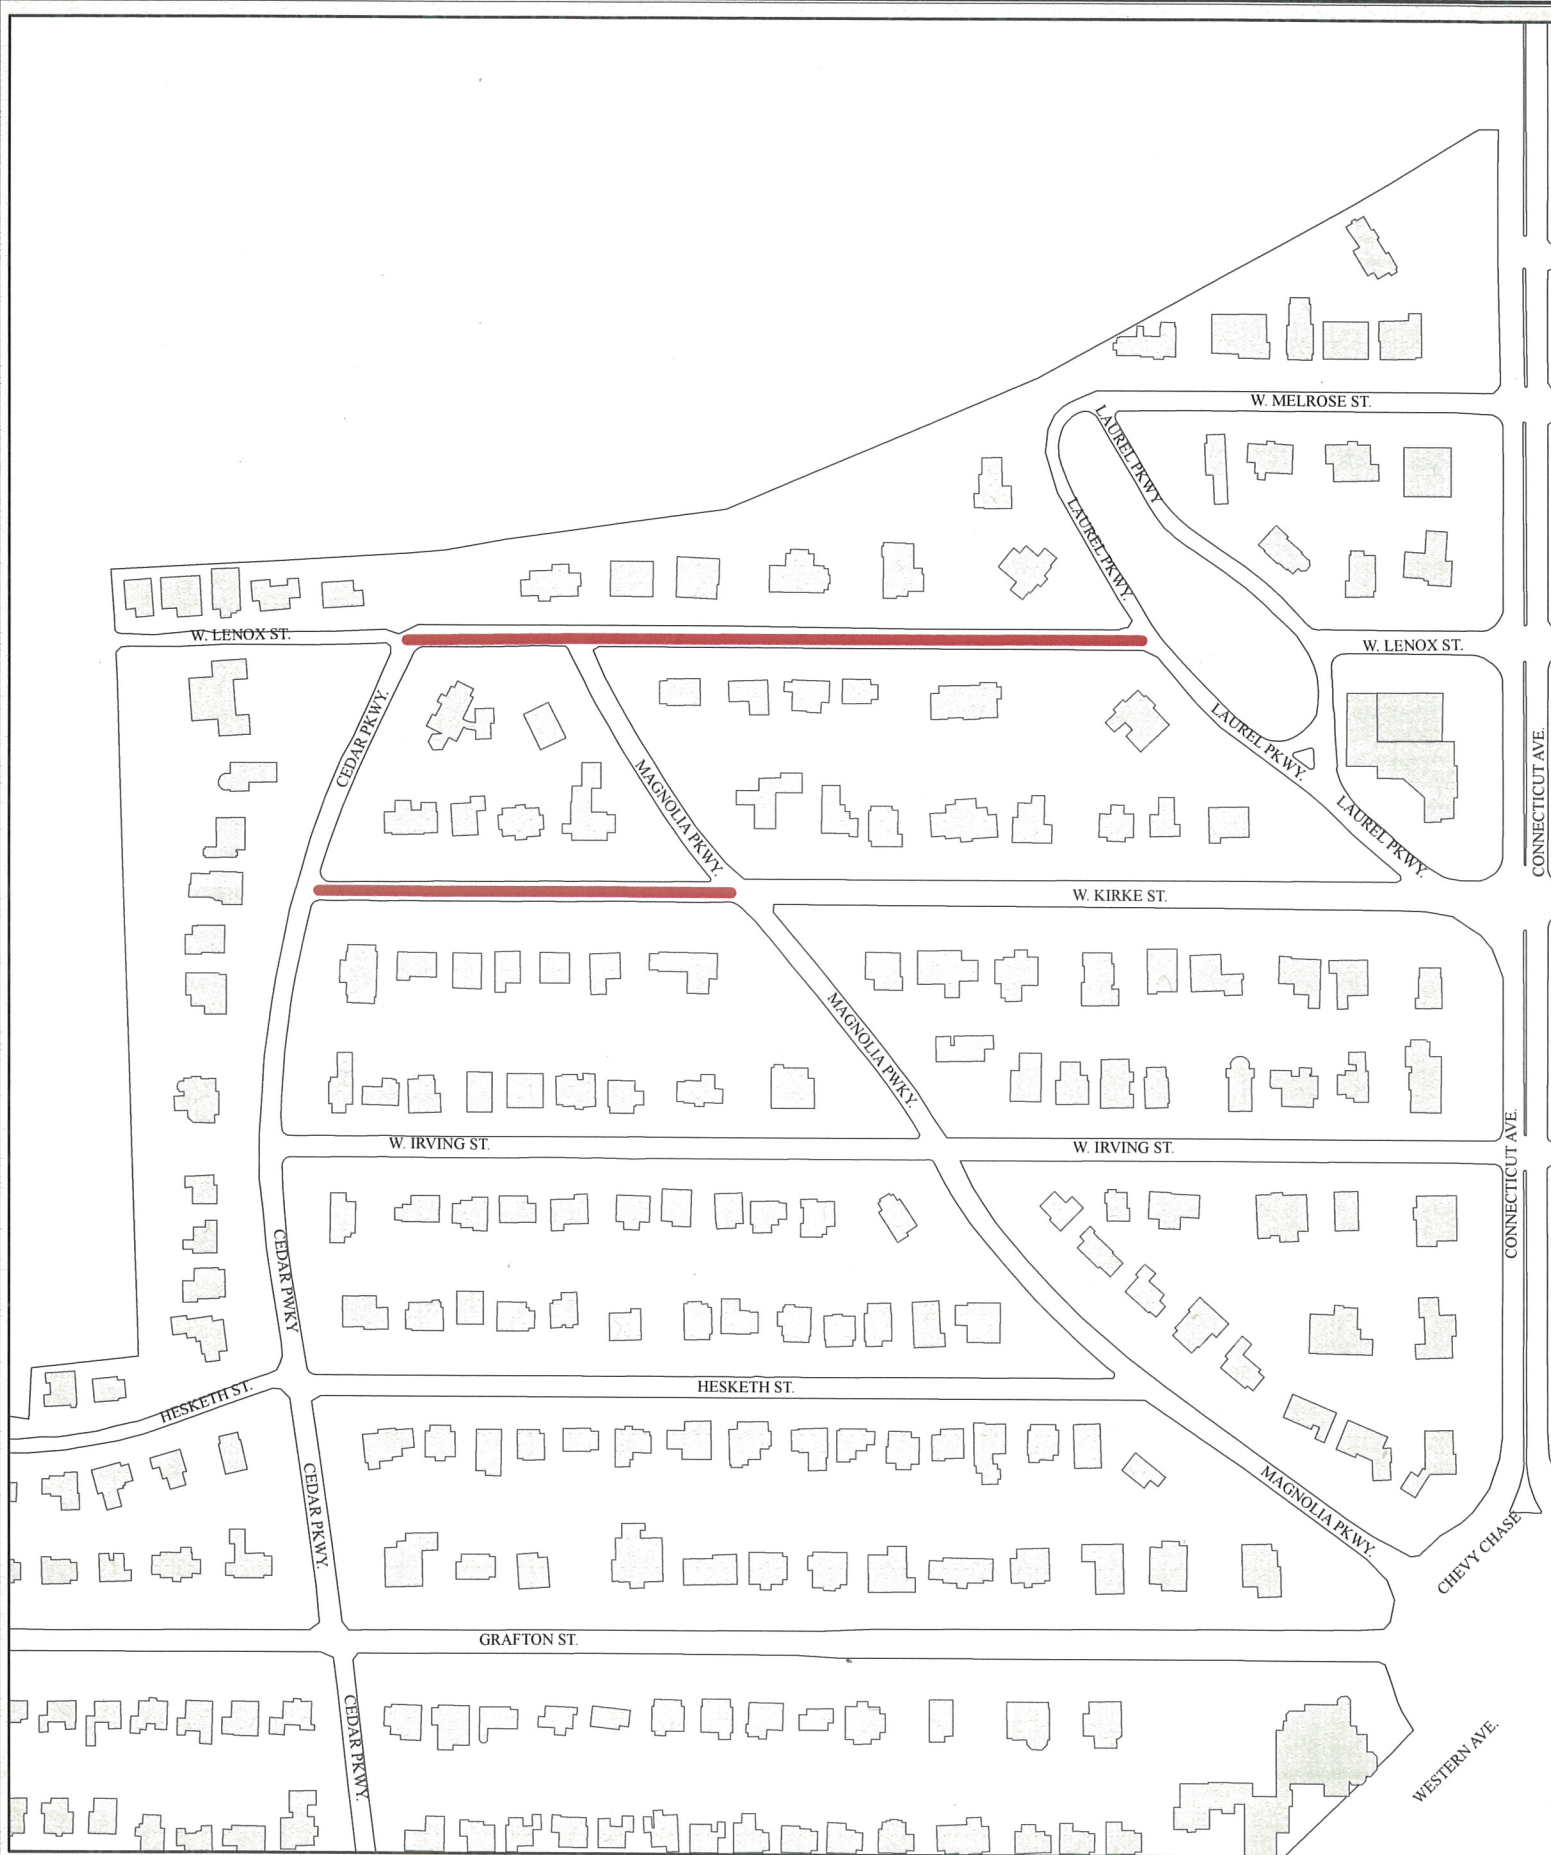 W. MELROSE ST.
LAUREL PKWY
LAUREL PKWY.
W. LENOX ST.
W. LENOX ST.
CEDAR PKWY.
LAUREL PKWY.
MAGNOLIA PKWY.
LAUREL PKWY.
CONNECTICUT AVE.
W. KIRKE ST.
MAGNOLIA PWKY.
W. IRVING ST.
W. IRVING ST.
CONNECTICUT AVE.
CEDAR PWKY
HESKETH ST.
HESKETH ST.
CEDAR PKWY.
MAGNOLIA PKWY.
CHEVY CHASE
GRAFTON ST.
CEDAR PKWY.
WESTERN AVE.